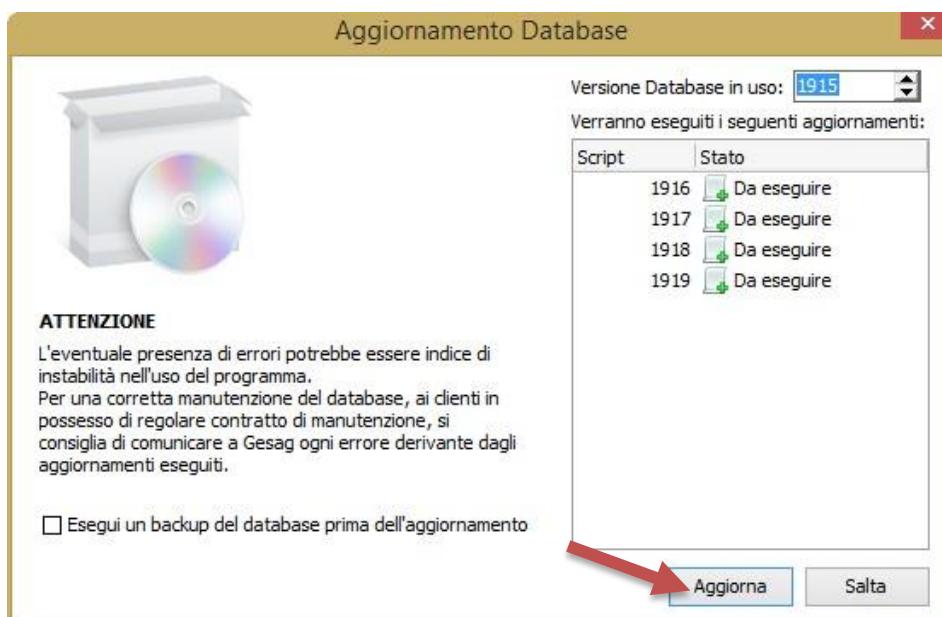 Aggiornamento Database
Versione Database in uso: 1915
Verranno eseguiti i seguenti aggiornamenti:
Script Stato
1916 Da eseguire
1917 Da eseguire
1918 Da eseguire
1919 Da eseguire
ATTENZIONE
L'eventuale presenza di errori potrebbe essere indice di
instabilità nell'uso del programma.
Per una corretta manutenzione del database, ai clienti in
possesso di regolare contratto di manutenzione, si
consiglia di comunicare a Gesag ogni errore derivante dagli
aggiornamenti eseguiti.
Esegui un backup del database prima dell'aggiornamento
Aggiorna Salta